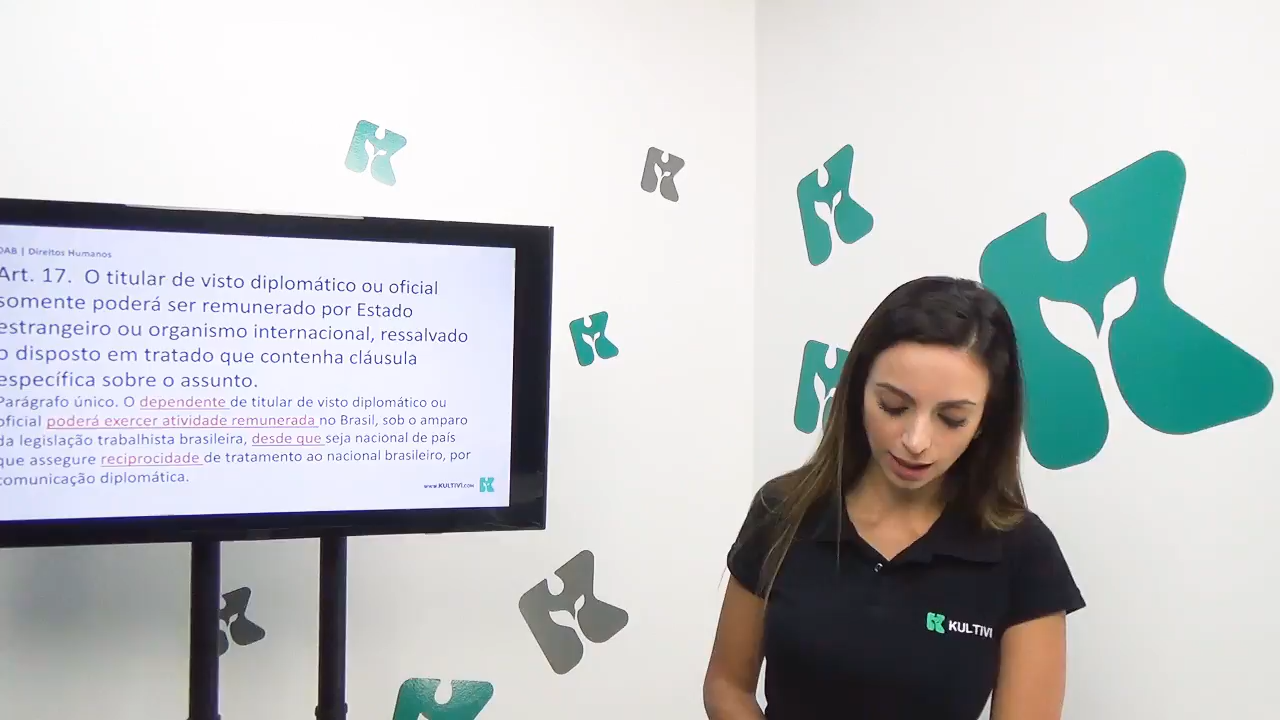 OAB | Direitos Humanos
Art. 17. O titular de visto diplomático ou oficial
somente poderá ser remunerado por Estado
estrangeiro ou organismo internacional, ressalvado
o disposto em tratado que contenha cláusula
específica sobre o assunto.
Parágrafo único. O dependente de titular de visto diplomático ou
oficial poderá exercer atividade remunerada no Brasil, sob o amparo
da legislação trabalhista brasileira, desde que seja nacional de país
que assegure reciprocidade de tratamento ao nacional brasileiro, por
comunicação diplomática.
www.KULTIVI.COM
KULTIVI